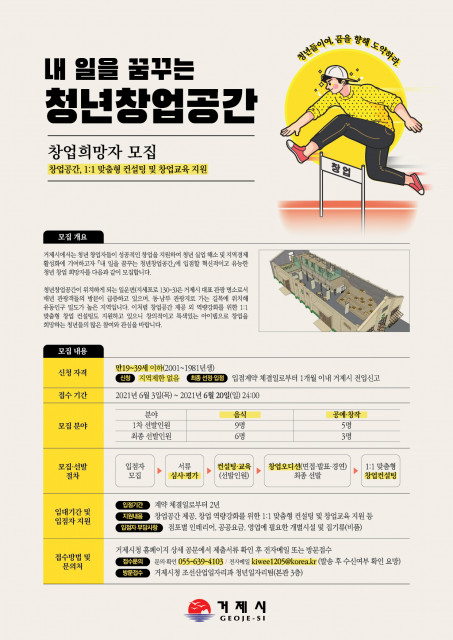 청년들이여, 꿈을 향해 도약하라.
내 일을 꿈꾸는
청년창업공간
창업희망자 모집
창업공간, 1:1 맞춤형 컨설팅 및 창업교육 지원
창업
모집 개요
거제시에서는 청년 창업자들이 성공적인 창업을 지원하여 청년 실업 해소 및 지역경제
활성화에 기여하고자 『내 일을 꿈꾸는 청년창업공간』에 입점할 혁신적이고 유능한
청년 창업 희망자를 다음과 같이 모집합니다.
청년창업공간이 위치하게 되는 일운면(지세포로 130-3)은 거제시 대표 관광 명소로서
매년 관광객들의 방문이 급증하고 있으며, 동·남부 관광지로 가는 길목에 위치해
유동인구 밀도가 높은 지역입니다. 이처럼 창업공간 제공 외 역량강화를 위한 1:1
맞춤형 창업 컨설팅도 지원하고 있으니 창의적이고 특색있는 아이템으로 창업을
희망하는 청년들의 많은 참여와 관심을 바랍니다.
모집 내용
신청 자격
만19~39세 이하(2001~1981년생)
신청 지역제한 없음 최종 선정 입점 입점계약 체결일로부터 1개월 이내 거제시 전입신고
접수 기간
2021년 6월 3일(목) ~ 2021년 6월 20일(일) 24:00
모집 분야
분야 음식 공예·창작
1차 선발인원 9명 5명
최종 선발인원 6명 3명
모집·선발
절차
입점자
모집
서류
심사·평가
컨설팅·교육
(선발인원)
창업오디션(면접·발표·경연)
최종 선발
1:1 맞춤형
창업컨설팅
임대기간 및
입점자 지원
입점기간 계약 체결일로부터 2년
지원내용 창업공간 제공, 창업 역량강화를 위한 1:1 맞춤형 컨설팅 및 창업교육 지원 등
입점자 부담사항 점포별 인테리어, 공공요금, 영업에 필요한 개별시설 및 집기류(비품)
접수방법 및
문의처
거제시청 홈페이지 상세 공문에서 제출서류 확인 후 전자메일 또는 방문접수
접수문의 문의·확인 055-639-4103 / 전자메일 kiwee1205@korea.kr (발송 후 수신여부 확인 요망)
방문접수 거제시청 조선산업일자리과 청년일자리팀(본관 3층)
거제시
GEOJE-SI